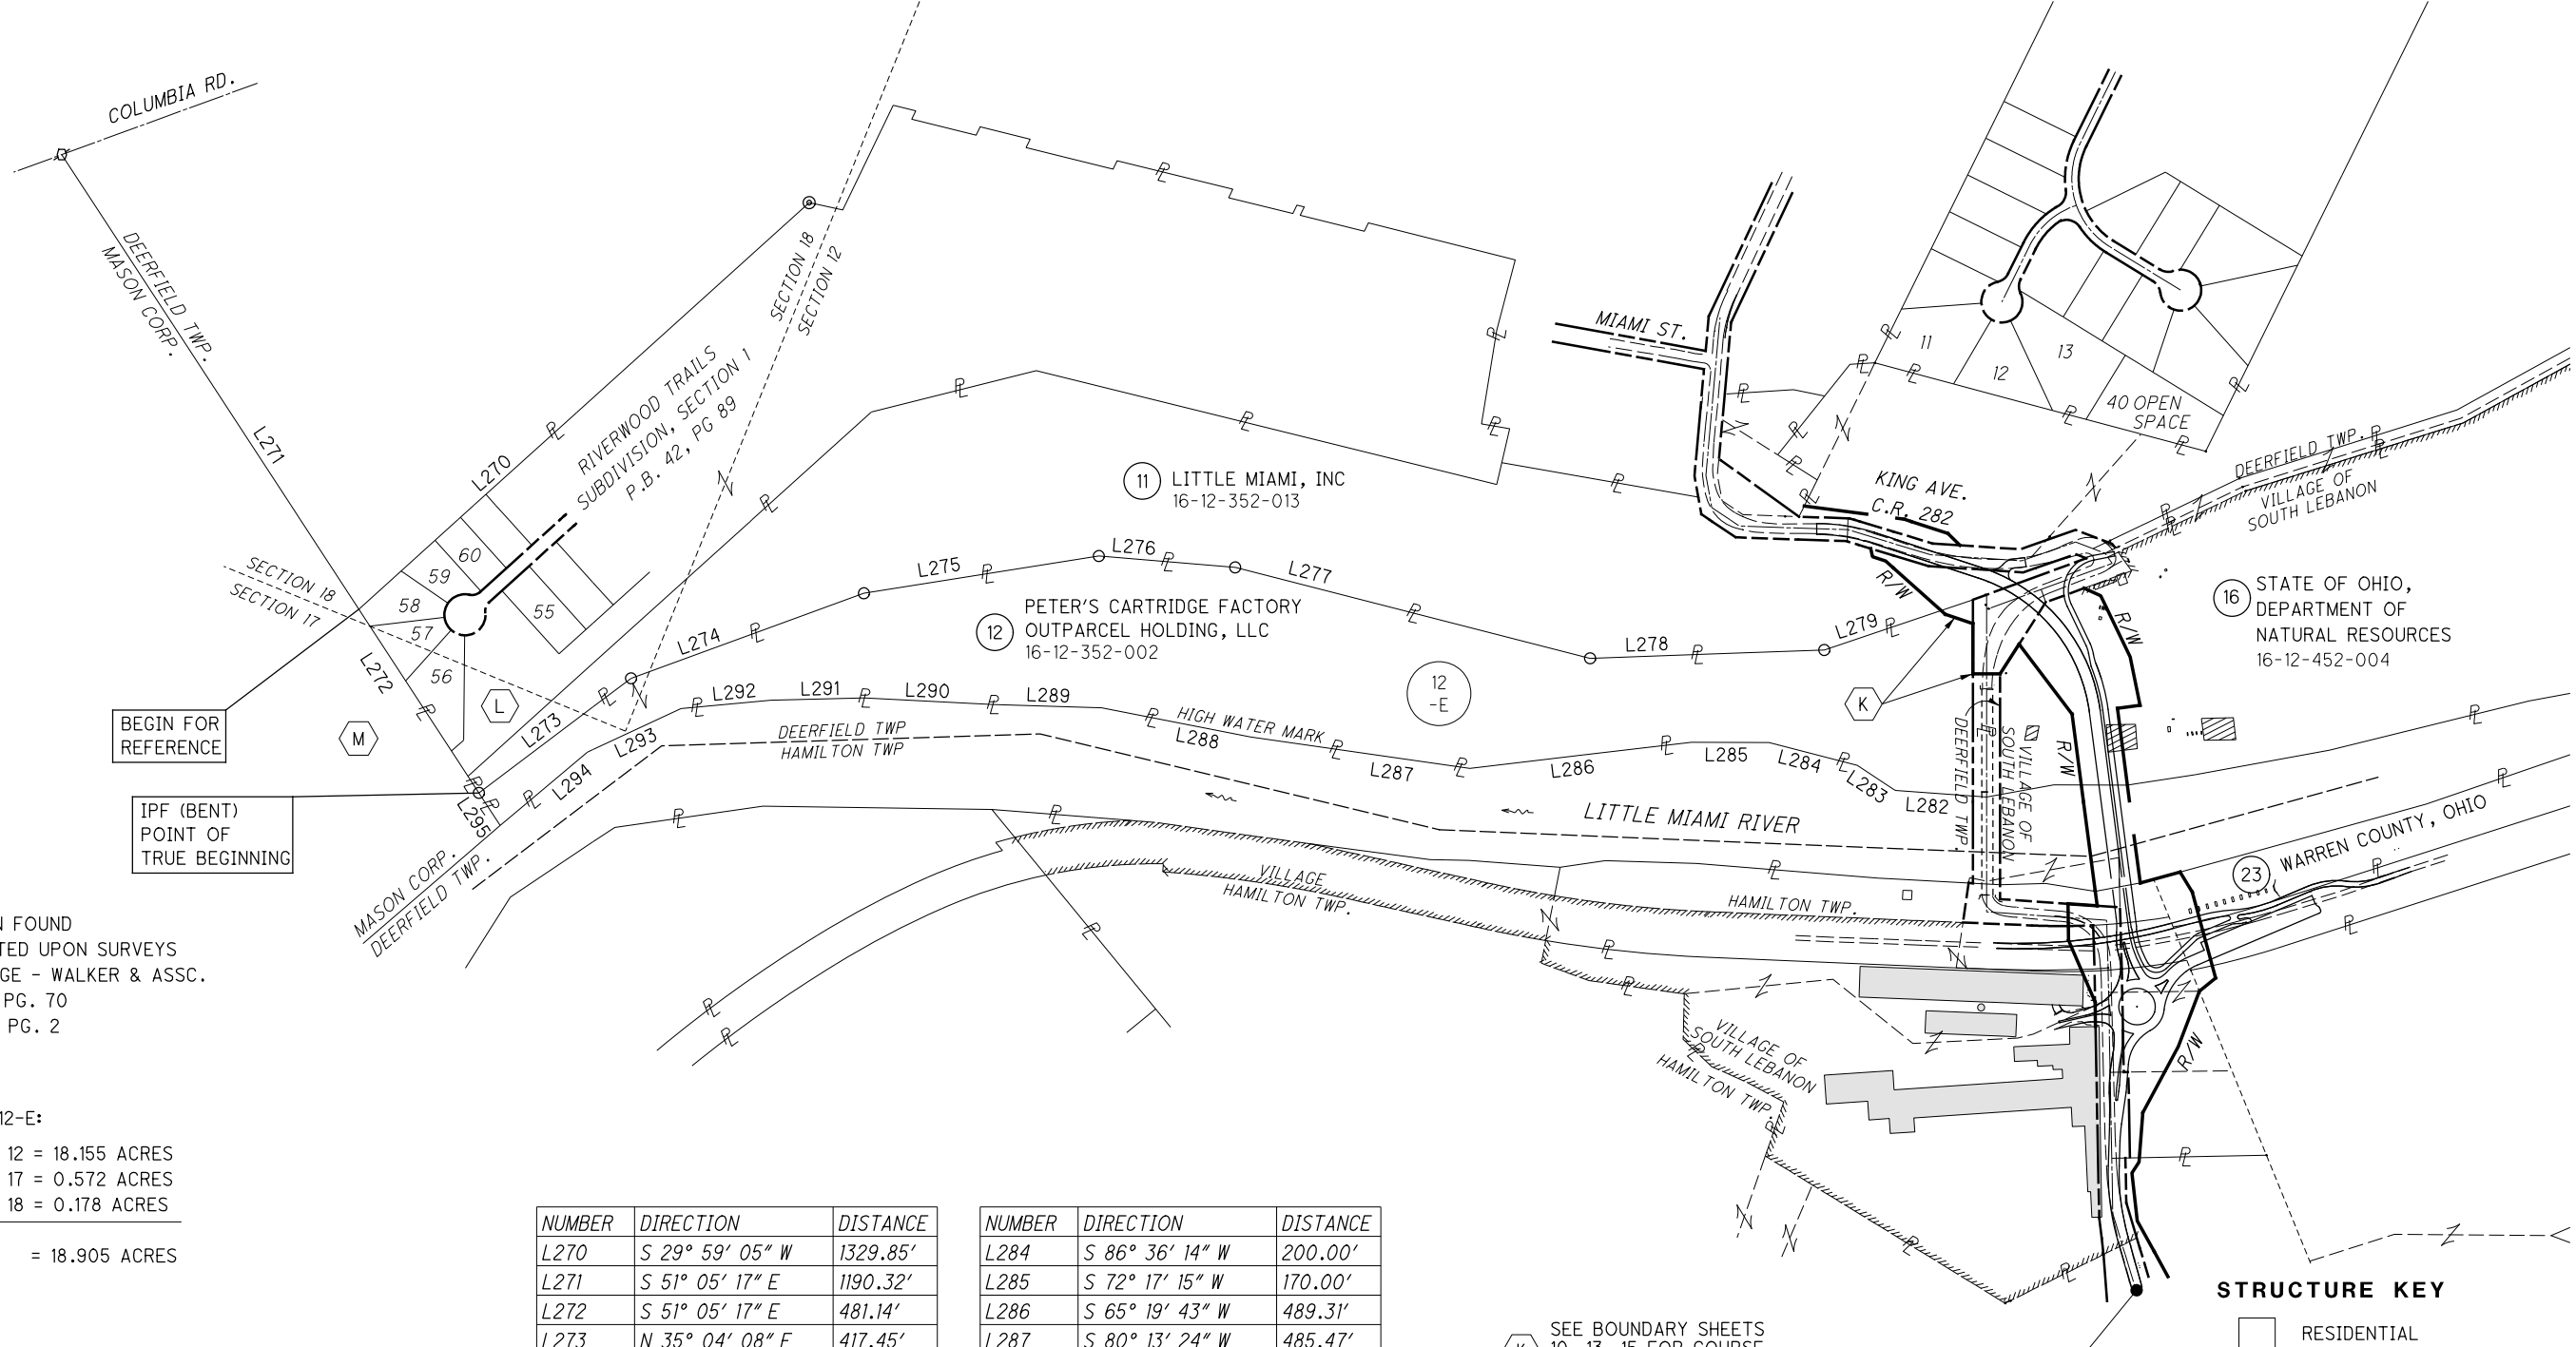 COLUMBIA RD.
DEERFIELD TWP.
MASON CORP.
L271
L270
RIVERWOOD TRAILS
SUBDIVISION, SECTION 1
P.B. 42, PG 89
SECTION 18
SECTION 12
SECTION 18
SECTION 17
60
59
58
57
56
55
L272
L
M
BEGIN FOR
REFERENCE
IPF (BENT)
POINT OF
TRUE BEGINNING
L273
L274
L275
L276
L277
L278
L279
11 LITTLE MIAMI, INC
16-12-352-013
12 PETER'S CARTRIDGE FACTORY
OUTPARCEL HOLDING, LLC
16-12-352-002
12
-E
L295
L294
L293
L292
L291
L290
L289
L288
L287
L286
L285
L284
L283
L282
HIGH WATER MARK
DEERFIELD TWP
HAMILTON TWP
LITTLE MIAMI RIVER
MASON CORP.
DEERFIELD TWP.
VILLAGE
HAMILTON TWP.
HAMILTON TWP.
MIAMI ST.
KING AVE.
C.R. 282
11
12
13
40 OPEN
SPACE
DEERFIELD TWP.
VILLAGE OF
SOUTH LEBANON
R/W
R/W
R/W
R/W
K
16 STATE OF OHIO,
DEPARTMENT OF
NATURAL RESOURCES
16-12-452-004
DEERFIELD TWP.
VILLAGE OF
SOUTH LEBANON
23 WARREN COUNTY, OHIO
VILLAGE OF
SOUTH LEBANON
HAMILTON TWP.
N FOUND
TED UPON SURVEYS
GE - WALKER & ASSC.
PG. 70
PG. 2
12-E:
12 = 18.155 ACRES
17 = 0.572 ACRES
18 = 0.178 ACRES
= 18.905 ACRES
NUMBER DIRECTION DISTANCE
L270 S 29° 59' 05" W 1329.85'
L271 S 51° 05' 17" E 1190.32'
L272 S 51° 05' 17" E 481.14'
L273 N 35° 04' 08" E 417.45'
NUMBER DIRECTION DISTANCE
L284 S 86° 36' 14" W 200.00'
L285 S 72° 17' 15" W 170.00'
L286 S 65° 19' 43" W 489.31'
L287 S 80° 13' 24" W 485.47'
K SEE BOUNDARY SHEETS
10, 13, 15 FOR COURSE
STRUCTURE KEY
RESIDENTIAL